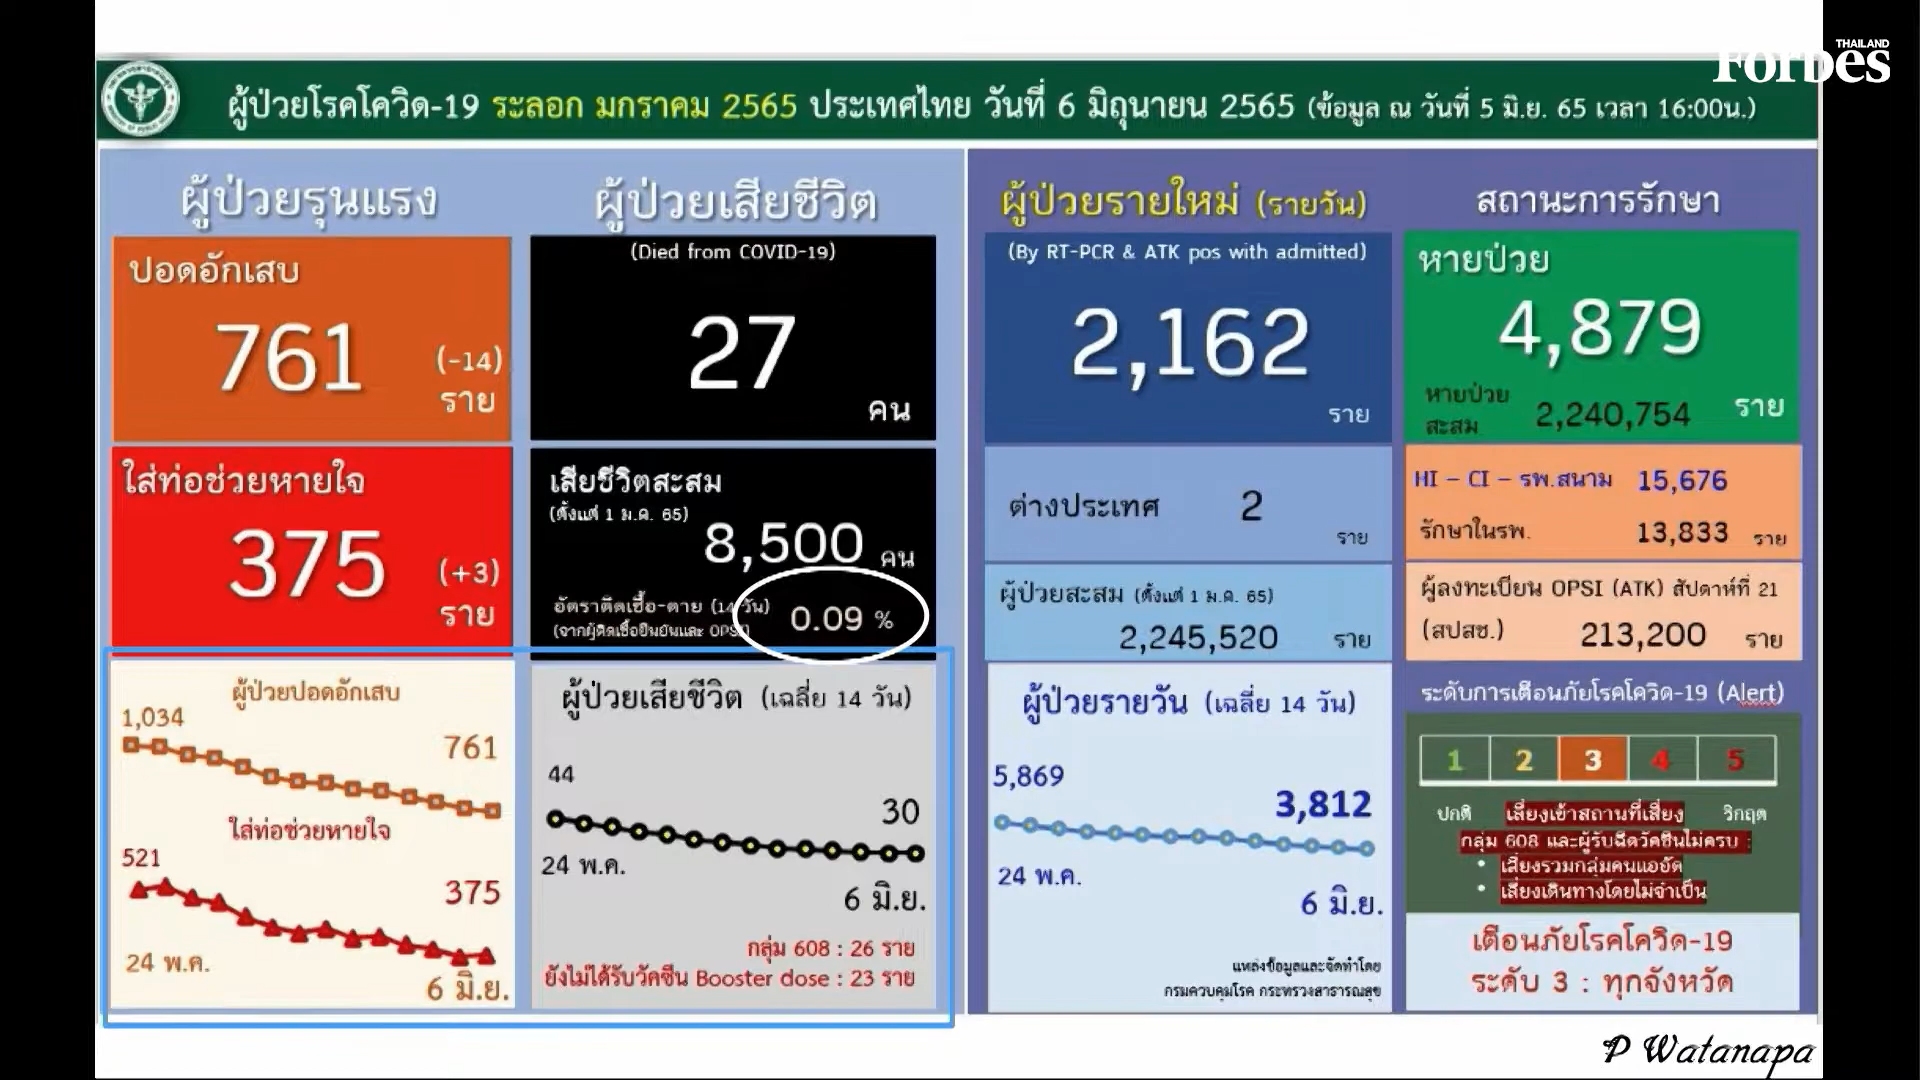 THAILAND
Forbes
ผู้ป่วยโรคโควิด-19 ระลอก มกราคม 2565 ประเทศไทย วันที่ 6 มิถุนายน 2565 (ข้อมูล ณ วันที่ 5 มิ.ย. 65 เวลา 16:00น.)
ผู้ป่วยรุนแรง
ปอดอักเสบ
761 (-14)
ราย
ใส่ท่อช่วยหายใจ
375 (+3)
ราย
ผู้ป่วยปอดอักเสบ
1,034
761
ใส่ท่อช่วยหายใจ
521
375
24 พ.ค.
6 มิ.ย.
ผู้ป่วยเสียชีวิต
(Died from COVID-19)
27
คน
เสียชีวิตสะสม
(ตั้งแต่ 1 ม.ค. 65)
8,500 คน
อัตราติดเชื้อ-ตาย (14 วัน) 0.09 %
(จากผู้ติดเชื้อยืนยันและ OPSI)
ผู้ป่วยเสียชีวิต (เฉลี่ย 14 วัน)
44
30
24 พ.ค.
6 มิ.ย.
กลุ่ม 608 : 26 ราย
ยังไม่ได้รับวัคซีน Booster dose : 23 ราย
ผู้ป่วยรายใหม่ (รายวัน)
(By RT-PCR & ATK pos with admitted)
2,162
ราย
ต่างประเทศ 2
ราย
ผู้ป่วยสะสม (ตั้งแต่ 1 ม.ค. 65)
2,245,520 ราย
ผู้ป่วยรายวัน (เฉลี่ย 14 วัน)
5,869
3,812
24 พ.ค.
6 มิ.ย.
แหล่งข้อมูลและจัดทำโดย
กรมควบคุมโรค กระทรวงสาธารณสุข
สถานะการรักษา
หายป่วย
4,879
ราย
หายป่วย
สะสม 2,240,754
HI – CI – รพ.สนาม 15,676
รักษาในรพ. 13,833 ราย
ผู้ลงทะเบียน OPSI (ATK) สัปดาห์ที่ 21
(สปสช.) 213,200 ราย
ระดับการเตือนภัยโรคโควิด-19 (Alert)
1 2 3 4 5
ปกติ เสี่ยงเข้าสถานที่เสี่ยง วิกฤต
กลุ่ม 608 และผู้รับฉีดวัคซีนไม่ครบ :
• เสี่ยงรวมกลุ่มคนแออัด
• เสี่ยงเดินทางโดยไม่จำเป็น
เตือนภัยโรคโควิด-19
ระดับ 3 : ทุกจังหวัด
P Watanapa